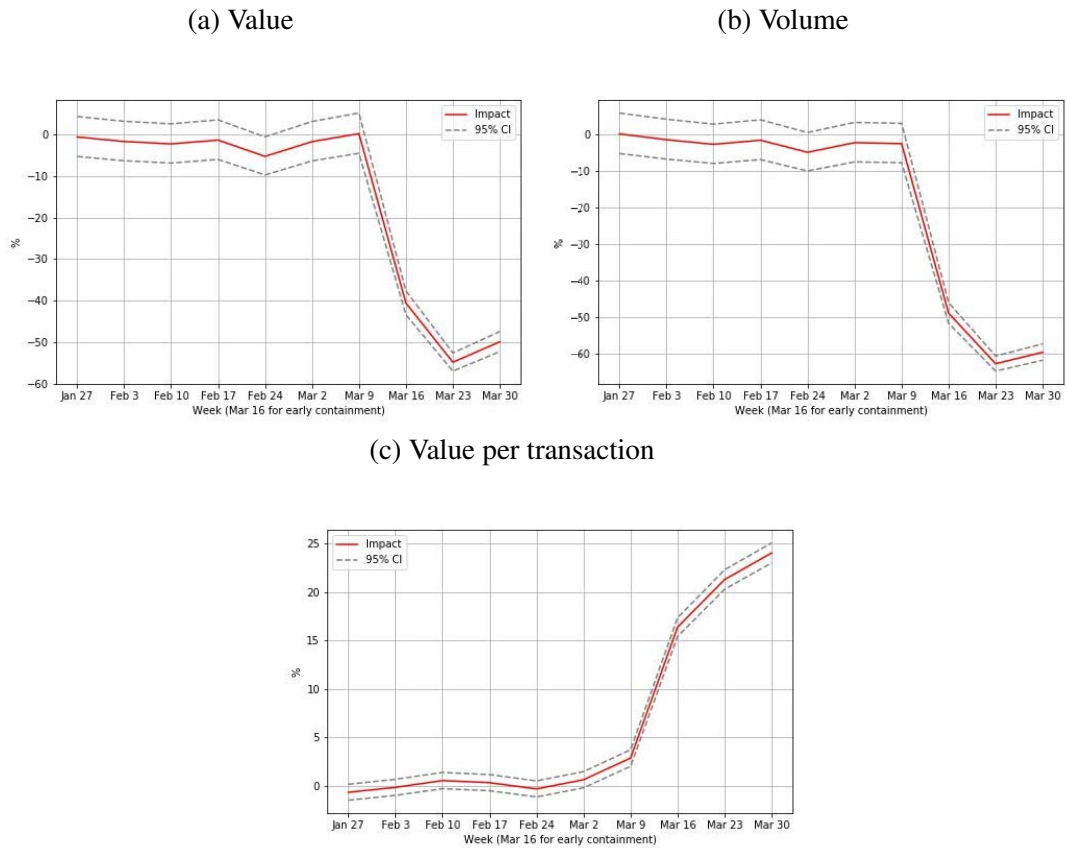 (a) Value
(b) Volume
Impact
95% CI
0
−10
−20
−30
−40
−50
−60
%
Jan 27 Feb 3 Feb 10 Feb 17 Feb 24 Mar 2 Mar 9 Mar 16 Mar 23 Mar 30
Week (Mar 16 for early containment)
Impact
95% CI
0
−10
−20
−30
−40
−50
−60
%
Jan 27 Feb 3 Feb 10 Feb 17 Feb 24 Mar 2 Mar 9 Mar 16 Mar 23 Mar 30
Week (Mar 16 for early containment)
(c) Value per transaction
Impact
95% CI
25
20
15
10
5
0
%
Jan 27 Feb 3 Feb 10 Feb 17 Feb 24 Mar 2 Mar 9 Mar 16 Mar 23 Mar 30
Week (Mar 16 for early containment)